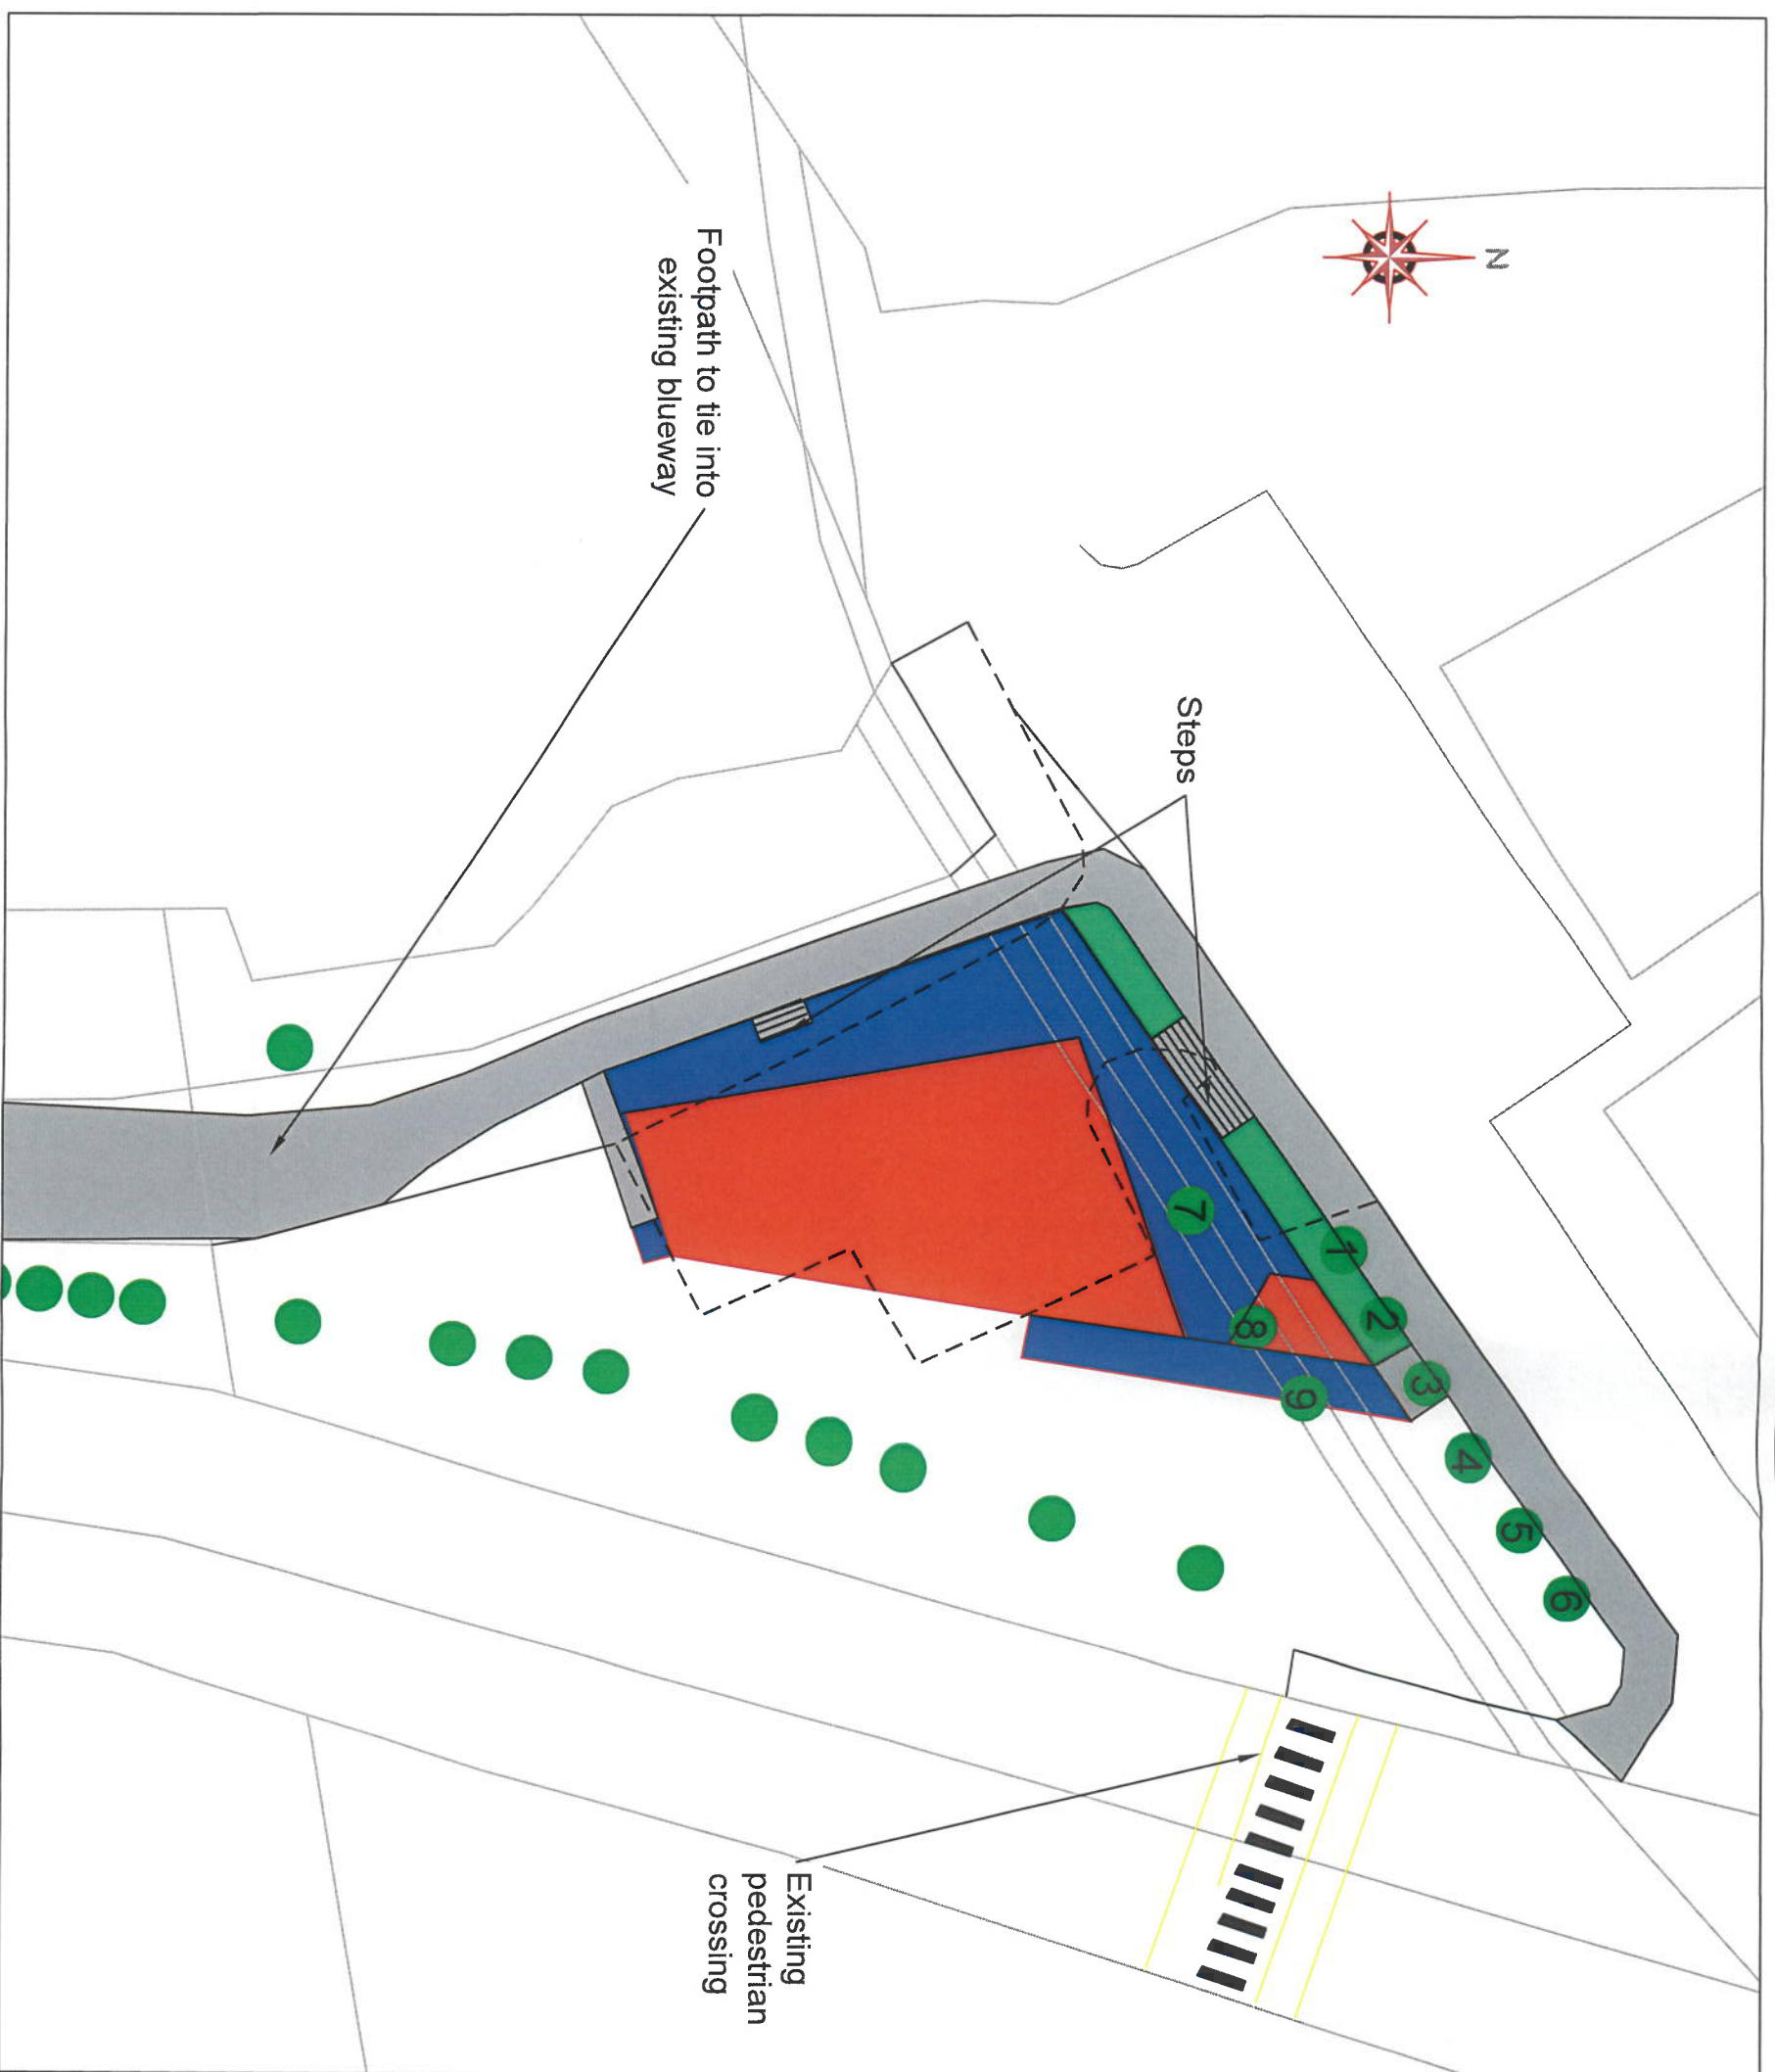 N
Footpath to tie into
existing blueway
Steps
1
2
3
4
5
6
7
8
9
Existing
pedestrian
crossing